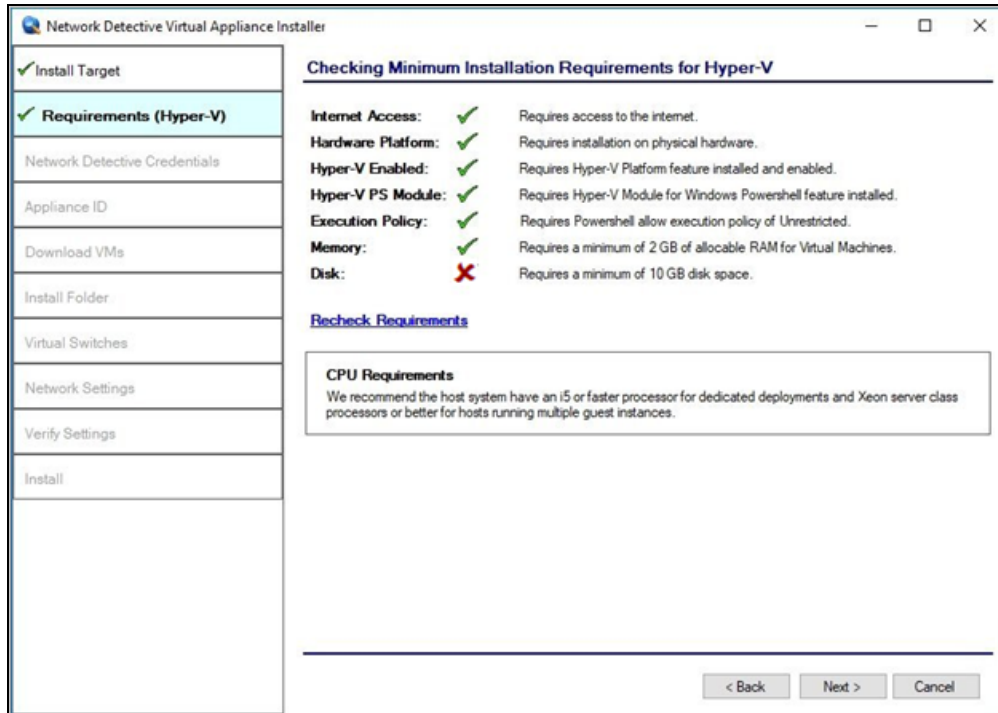 Network Detective Virtual Appliance Installer
Install Target
Requirements (Hyper-V)
Network Detective Credentials
Appliance ID
Download VMs
Install Folder
Virtual Switches
Network Settings
Verify Settings
Install
Checking Minimum Installation Requirements for Hyper-V
Internet Access: Requires access to the internet.
Hardware Platform: Requires installation on physical hardware.
Hyper-V Enabled: Requires Hyper-V Platform feature installed and enabled.
Hyper-V PS Module: Requires Hyper-V Module for Windows Powershell feature installed.
Execution Policy: Requires Powershell allow execution policy of Unrestricted.
Memory: Requires a minimum of 2 GB of allocable RAM for Virtual Machines.
Disk: Requires a minimum of 10 GB disk space.
Recheck Requirements
CPU Requirements
We recommend the host system have an i5 or faster processor for dedicated deployments and Xeon server class
processors or better for hosts running multiple guest instances.
< Back Next > Cancel